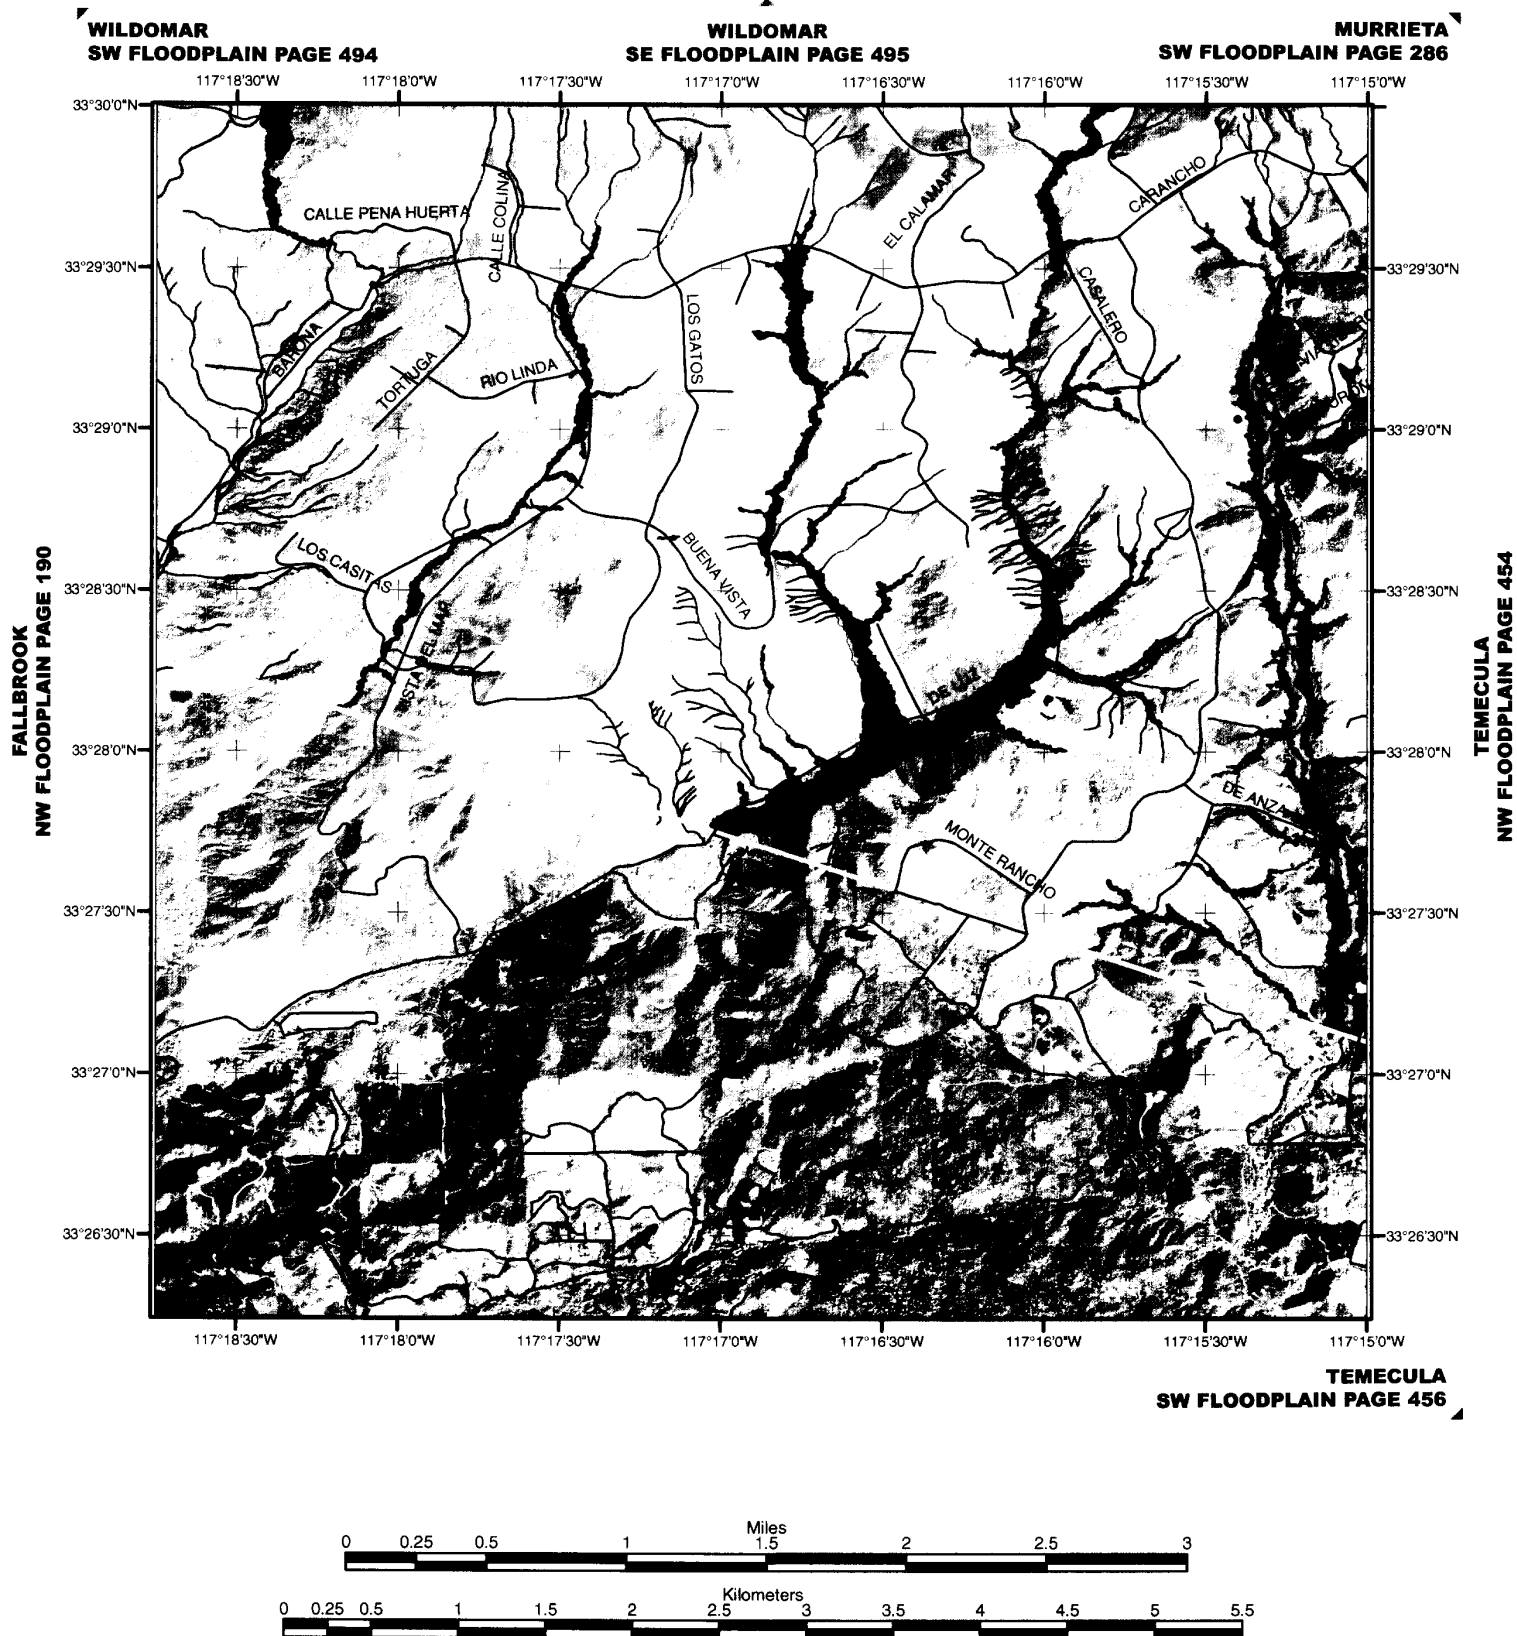 WILDOMAR
SW FLOODPLAIN PAGE 494
WILDOMAR
SE FLOODPLAIN PAGE 495
MURRIETA
SW FLOODPLAIN PAGE 286
117°18'30"W 117°18'0"W 117°17'30"W 117°17'0"W 117°16'30"W 117°16'0"W 117°15'30"W 117°15'0"W
33°30'0"N
CARANCHO
CALLE COLINA
EL CALAMAR
CALLE PENA HUERTA
33°29'30"N 33°29'30"N
CASALERO
LOS GATOS
BARONA
TORTUGA
RIO LINDA
33°29'0"N 33°29'0"N
BUENA VISTA
LOS CASITAS
33°28'30"N 33°28'30"N
FALLBROOK
NW FLOODPLAIN PAGE 190
TEMECULA
NW FLOODPLAIN PAGE 454
VISTA DEL MAR
DE LUZ
33°28'0"N 33°28'0"N
DE ANZA
MONTE RANCHO
33°27'30"N 33°27'30"N
33°27'0"N 33°27'0"N
33°26'30"N 33°26'30"N
117°18'30"W 117°18'0"W 117°17'30"W 117°17'0"W 117°16'30"W 117°16'0"W 117°15'30"W 117°15'0"W
TEMECULA
SW FLOODPLAIN PAGE 456
Miles
0 0.25 0.5 1 1.5 2 2.5 3
Kilometers
0 0.25 0.5 1 1.5 2 2.5 3 3.5 4 4.5 5 5.5